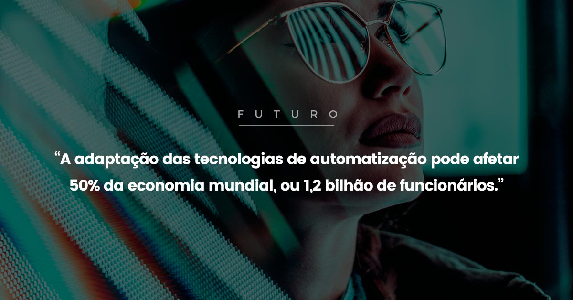 FUTURO
“A adaptação das tecnologias de automatização pode afetar
50% da economia mundial, ou 1,2 bilhão de funcionários.”